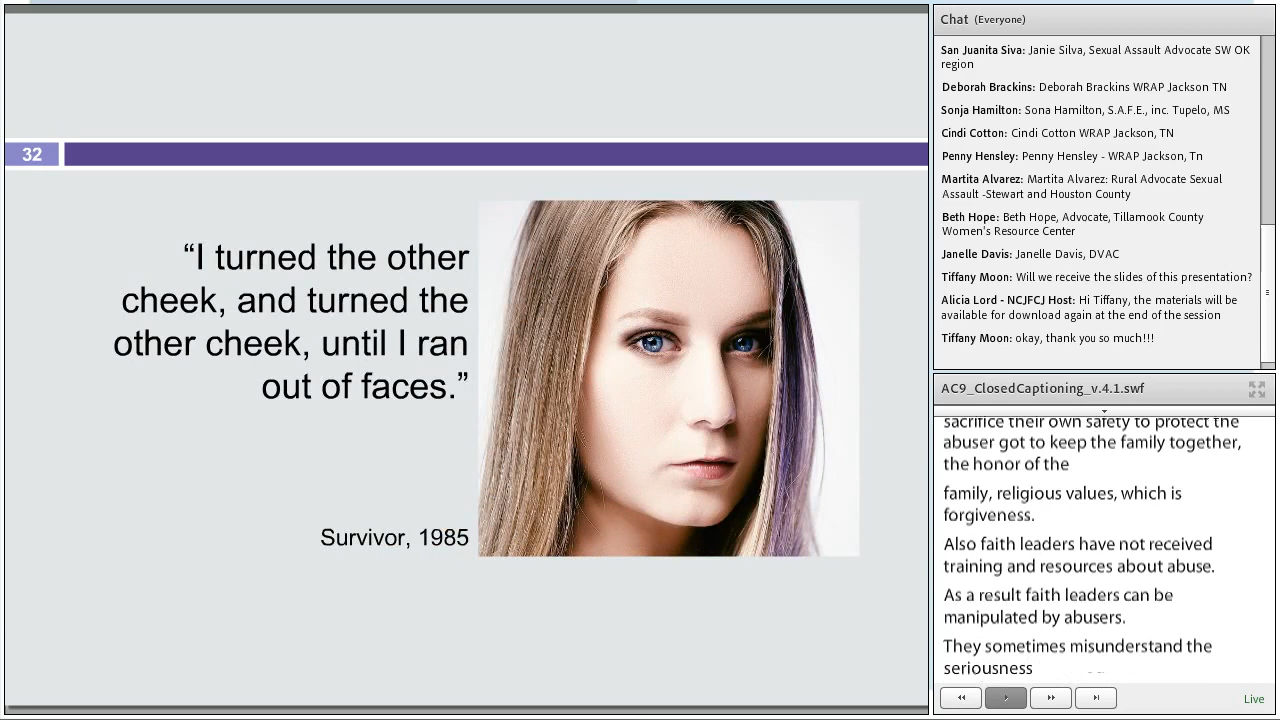 32
“I turned the other
cheek, and turned the
other cheek, until I ran
out of faces.”
Survivor, 1985
Chat (Everyone)
San Juanita Siva: Janie Silva, Sexual Assault Advocate SW OK
region
Deborah Brackins: Deborah Brackins WRAP Jackson TN
Sonja Hamilton: Sona Hamilton, S.A.F.E., inc. Tupelo, MS
Cindi Cotton: Cindi Cotton WRAP Jackson, TN
Penny Hensley: Penny Hensley - WRAP Jackson, Tn
Martita Alvarez: Martita Alvarez: Rural Advocate Sexual
Assault -Stewart and Houston County
Beth Hope: Beth Hope, Advocate, Tillamook County
Women's Resource Center
Janelle Davis: Janelle Davis, DVAC
Tiffany Moon: Will we receive the slides of this presentation?
Alicia Lord - NCJFCJ Host: Hi Tiffany, the materials will be
available for download again at the end of the session
Tiffany Moon: okay, thank you so much!!!
AC9_ClosedCaptioning_v.4.1.swf
sacrifice their own safety to protect the
abuser got to keep the family together,
the honor of the
family, religious values, which is
forgiveness.
Also faith leaders have not received
training and resources about abuse.
As a result faith leaders can be
manipulated by abusers.
They sometimes misunderstand the
seriousness
Live